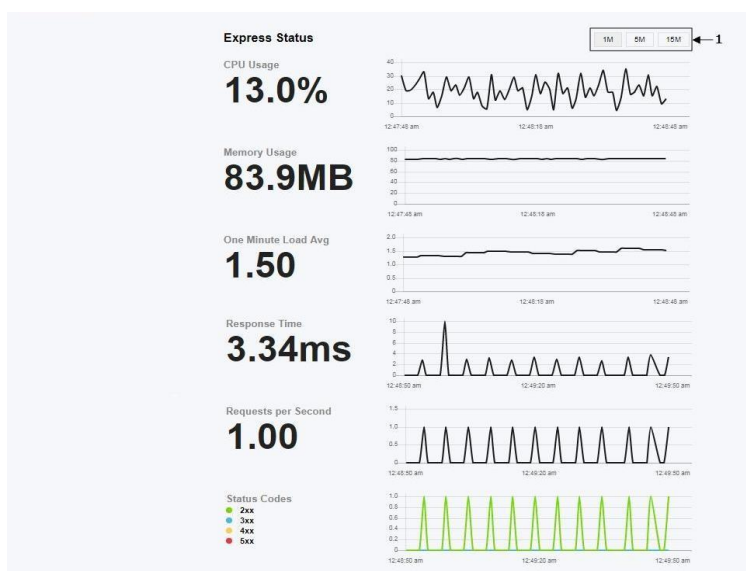 Express Status
1M 5M 15M 1
CPU Usage
13.0%
40
30
20
10
0
12:47:48 am 12:48:18 am 12:48:48 am
Memory Usage
83.9MB
100
80
60
40
20
0
12:47:48 am 12:48:18 am 12:48:48 am
One Minute Load Avg
1.50
2.0
1.5
1.0
0.5
0
12:47:48 am 12:48:18 am 12:48:48 am
Response Time
3.34ms
10
8
6
4
2
0
12:48:50 am 12:49:20 am 12:49:50 am
Requests per Second
1.00
1.5
1.0
0.5
0
12:48:50 am 12:49:20 am 12:49:50 am
Status Codes
2xx
3xx
4xx
5xx
1.0
0.8
0.6
0.4
0.2
0
12:48:50 am 12:49:20 am 12:49:50 am